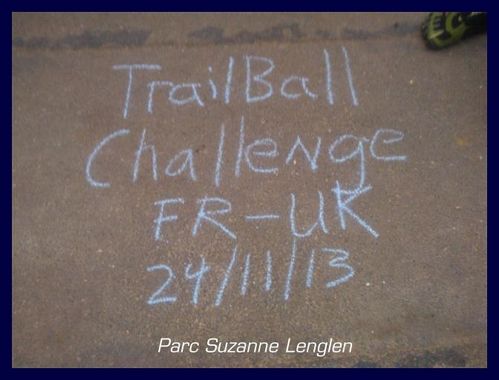 TrailBall
Challenge
FR-UK
24/11/13
Parc Suzanne Lenglen